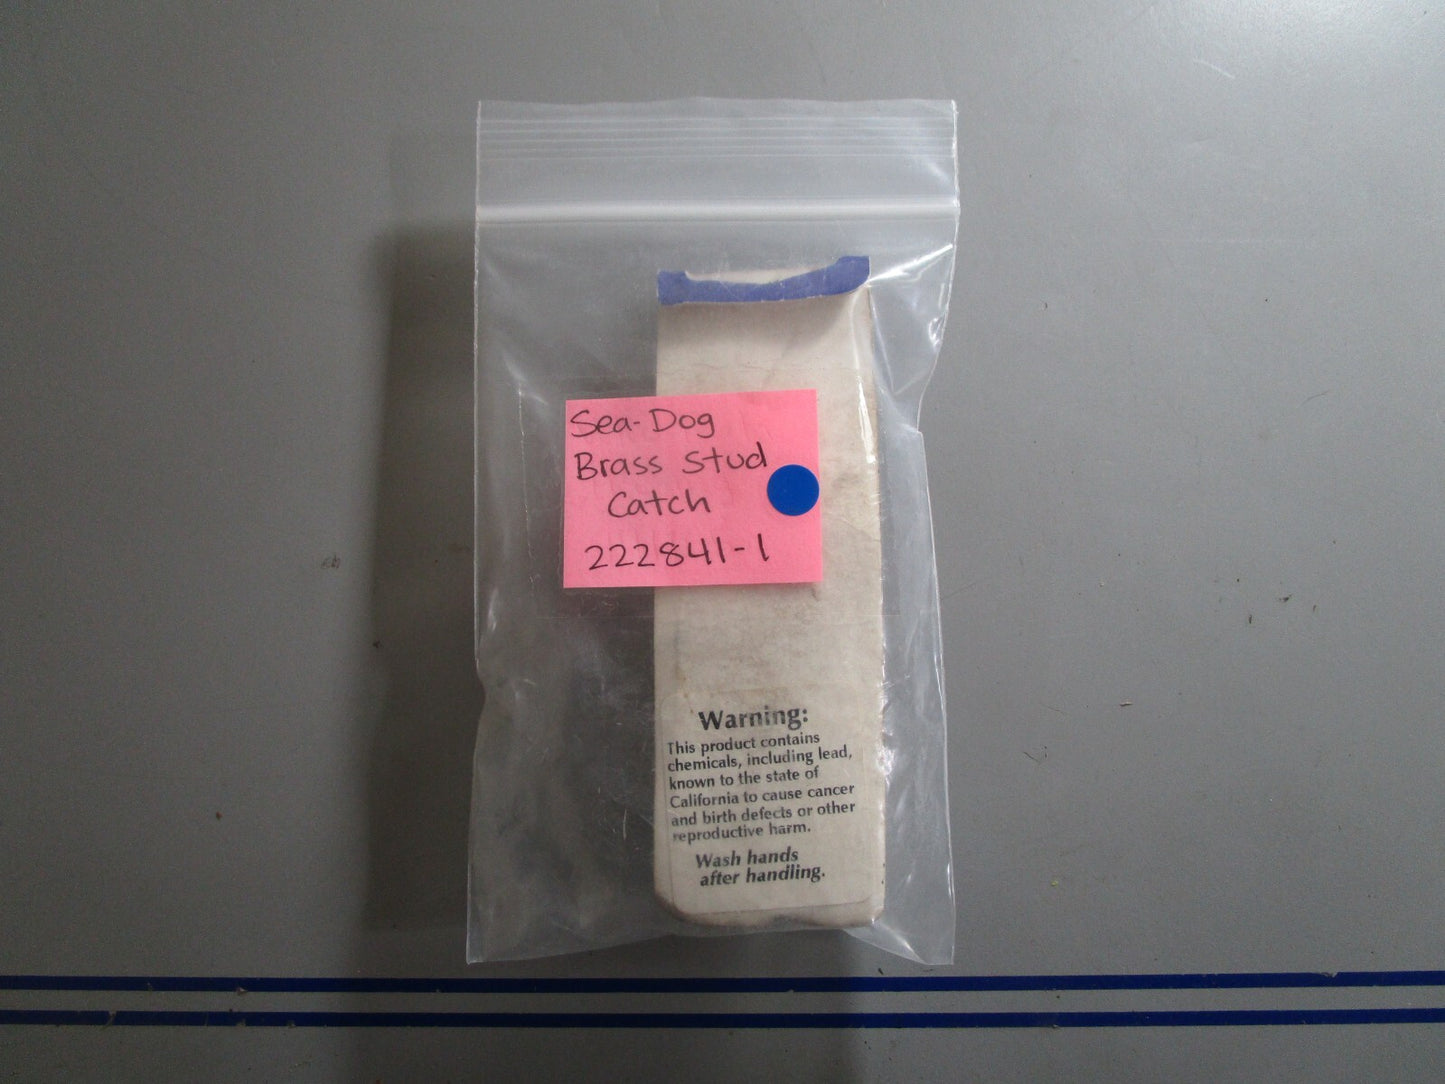 Sea-Dog
Brass Stud
Catch
222841-1
Warning:
This product contains
chemicals, including lead,
known to the state of
California to cause cancer
and birth defects or other
reproductive harm.
Wash hands
after handling.